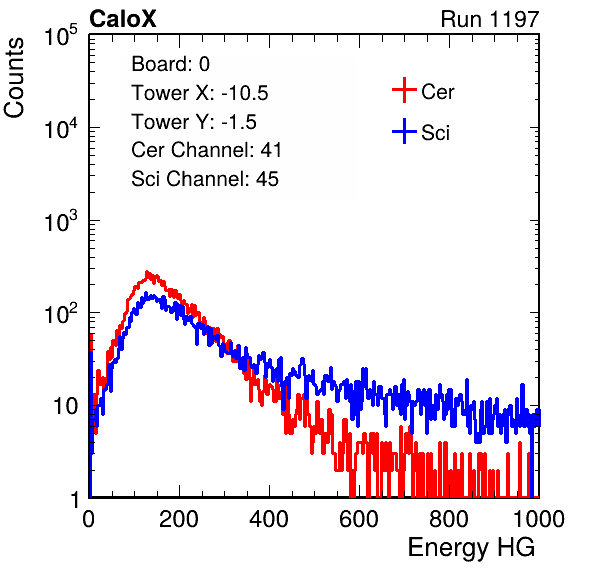 CaloX Run 1197
Counts
10^5
10^4
10^3
10^2
10
1
Board: 0
Tower X: -10.5
Tower Y: -1.5
Cer Channel: 41
Sci Channel: 45
Cer
Sci
0 200 400 600 800 1000
Energy HG